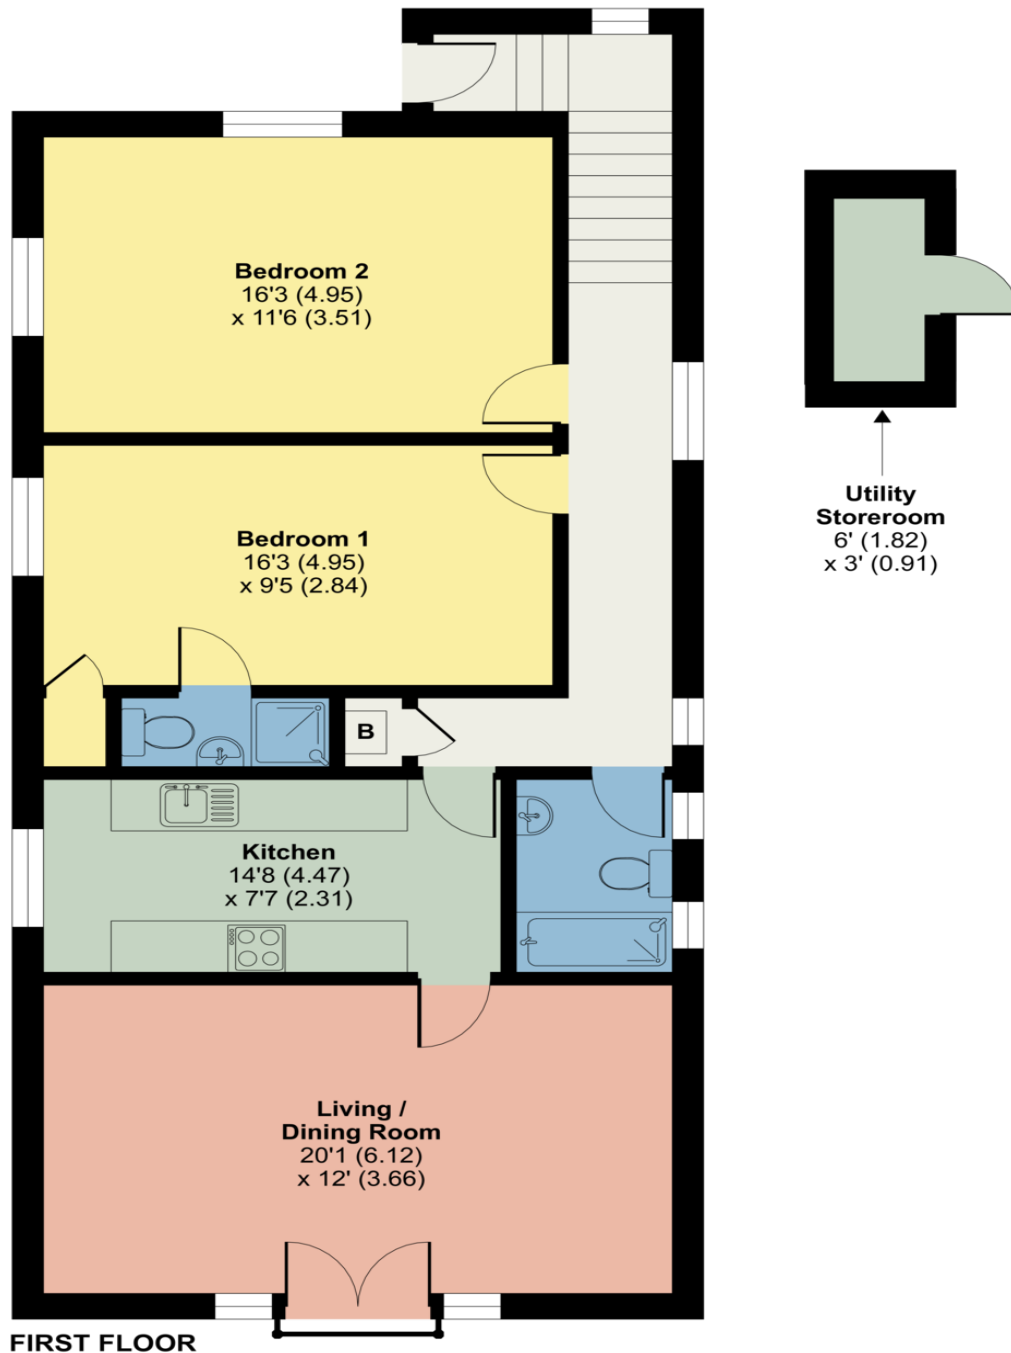 Bedroom 2
16'3 (4.95)
x 11'6 (3.51)
Bedroom 1
16'3 (4.95)
x 9'5 (2.84)
Utility
Storeroom
6' (1.82)
x 3' (0.91)
B
Kitchen
14'8 (4.47)
x 7'7 (2.31)
Living /
Dining Room
20'1 (6.12)
x 12' (3.66)
FIRST FLOOR